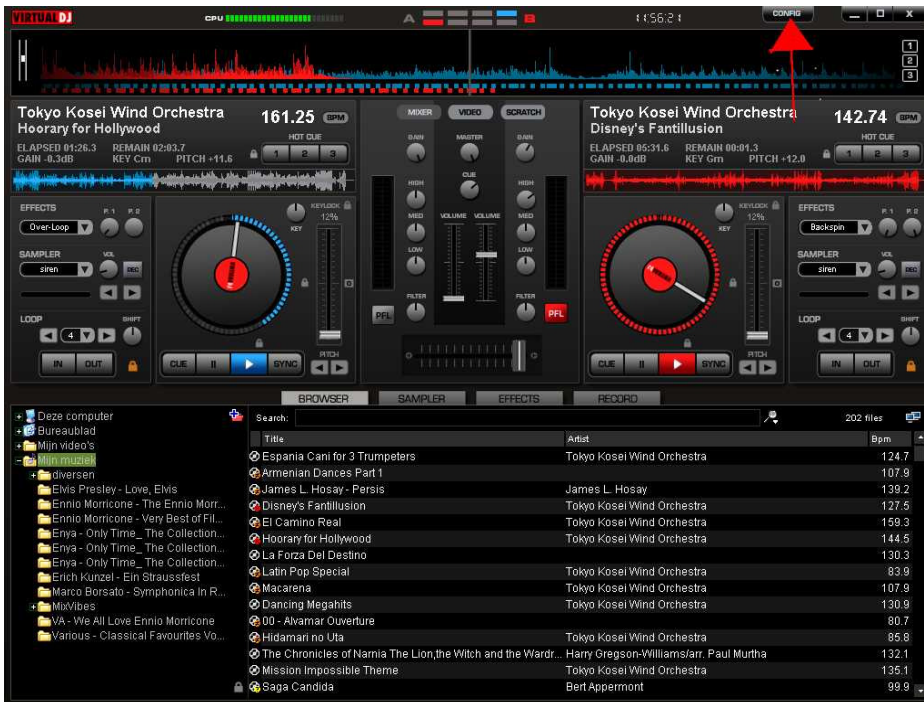 VIRTUAL DJ
CPU
A
B
11:56:21
CONFIG
1
2
3
Tokyo Kosei Wind Orchestra
Hoorary for Hollywood
161.25 BPM
ELAPSED 01:26.3 REMAIN 02:03.7
GAIN -0.3dB KEY Cm PITCH +11.6
HOT CUE
1 2 3
MIXER VIDEO SCRATCH
GAIN MASTER GAIN
CUE
HIGH HIGH
MED VOLUME VOLUME MED
LOW LOW
FILTER FILTER
PFL PFL
Tokyo Kosei Wind Orchestra
Disney's Fantillusion
142.74 BPM
ELAPSED 05:31.6 REMAIN 00:01.3
GAIN -0.0dB KEY Gm PITCH +12.0
HOT CUE
1 2 3
EFFECTS P. 1 P. 2
Over-Loop
SAMPLER VOL
siren REC
LOOP SHIFT
4
IN OUT
KEYLOCK
12%
KEY
CUE II SYNC
PITCH
KEYLOCK
12%
KEY
CUE II SYNC
PITCH
EFFECTS P. 1 P. 2
Backspin
SAMPLER VOL
siren REC
LOOP SHIFT
4
IN OUT
BROWSER SAMPLER EFFECTS RECORD
Deze computer
Bureaublad
Mijn video's
Mijn muziek
diversen
Elvis Presley - Love, Elvis
Ennio Morricone - The Ennio Morr...
Ennio Morricone - Very Best of Fil...
Enya - Only Time_ The Collection...
Enya - Only Time_ The Collection...
Enya - Only Time_ The Collection...
Erich Kunzel - Ein Straussfest
Marco Borsato - Symphonica In R...
MixVibes
VA - We All Love Ennio Morricone
Various - Classical Favourites Vo...
Search: 202 files
Title Artist Bpm
Espania Cani for 3 Trumpeters Tokyo Kosei Wind Orchestra 124.7
Armenian Dances Part 1 107.9
James L. Hosay - Persis James L. Hosay 139.2
Disney's Fantillusion Tokyo Kosei Wind Orchestra 127.5
El Camino Real Tokyo Kosei Wind Orchestra 159.3
Hoorary for Hollywood Tokyo Kosei Wind Orchestra 144.5
La Forza Del Destino 130.3
Latin Pop Special Tokyo Kosei Wind Orchestra 83.9
Macarena Tokyo Kosei Wind Orchestra 107.9
Dancing Megahits Tokyo Kosei Wind Orchestra 130.9
00 - Alvamar Ouverture 80.7
Hidamari no Uta Tokyo Kosei Wind Orchestra 85.8
The Chronicles of Narnia The Lion,the Witch and the Wardr... Harry Gregson-Williams/arr. Paul Murtha 132.1
Mission Impossible Theme Tokyo Kosei Wind Orchestra 135.1
Saga Candida Bert Appermont 99.9